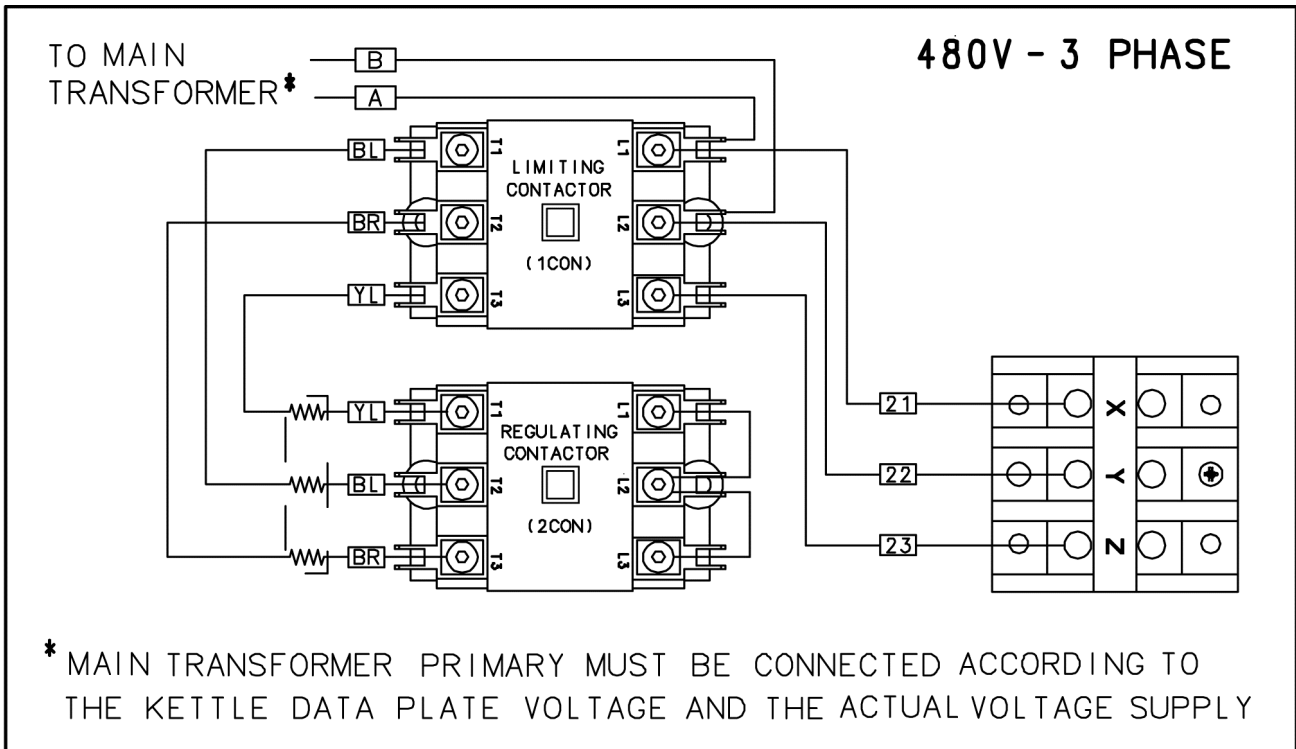 TO MAIN
TRANSFORMER*
B
A
480V - 3 PHASE
BL
T1
LIMITING
CONTACTOR
L1
BR
T2
L2
(1CON)
YL
T3
L3
YL
T1
REGULATING
CONTACTOR
L1
21
X
BL
T2
L2
22
Y
(2CON)
BR
T3
L3
23
Z
* MAIN TRANSFORMER PRIMARY MUST BE CONNECTED ACCORDING TO
THE KETTLE DATA PLATE VOLTAGE AND THE ACTUAL VOLTAGE SUPPLY